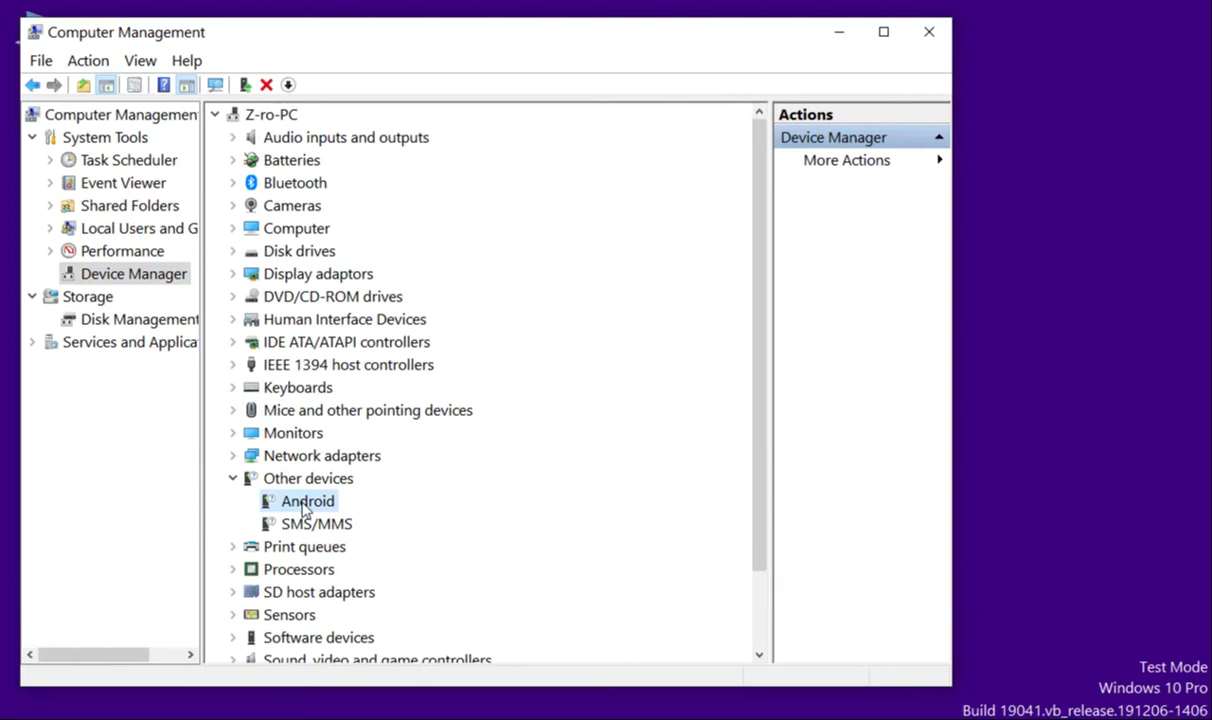 Computer Management
File Action View Help
Computer Managemen
System Tools
Task Scheduler
Event Viewer
Shared Folders
Local Users and G
Performance
Device Manager
Storage
Disk Management
Services and Applica
Z-ro-PC
Audio inputs and outputs
Batteries
Bluetooth
Cameras
Computer
Disk drives
Display adaptors
DVD/CD-ROM drives
Human Interface Devices
IDE ATA/ATAPI controllers
IEEE 1394 host controllers
Keyboards
Mice and other pointing devices
Monitors
Network adapters
Other devices
Android
SMS/MMS
Print queues
Processors
SD host adapters
Sensors
Software devices
Sound, video and game controllers
Actions
Device Manager
More Actions
Test Mode
Windows 10 Pro
Build 19041.vb_release.191206-1406